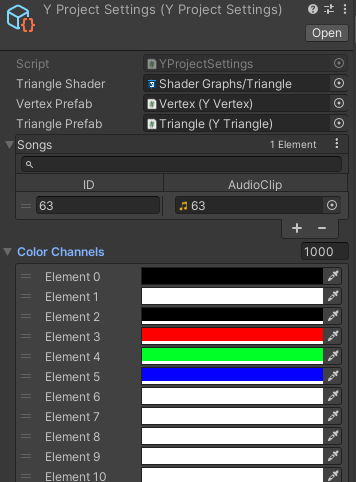 Y Project Settings (Y Project Settings)
Open
Script YProjectSettings
Triangle Shader Shader Graphs/Triangle
Vertex Prefab Vertex (Y Vertex)
Triangle Prefab Triangle (Y Triangle)
Songs 1 Element
ID AudioClip
63 63
Color Channels 1000
Element 0
Element 1
Element 2
Element 3
Element 4
Element 5
Element 6
Element 7
Element 8
Element 9
Element 10